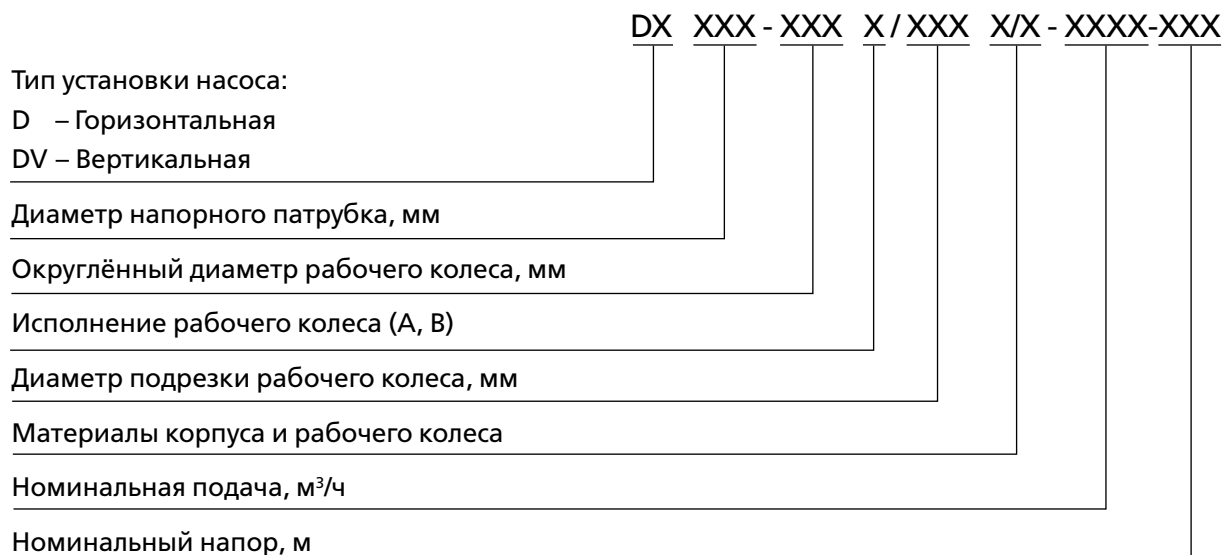 DX XXX - XXX X / XXX X/X - XXXX-XXX
Тип установки насоса:
D – Горизонтальная
DV – Вертикальная
Диаметр напорного патрубка, мм
Округлённый диаметр рабочего колеса, мм
Исполнение рабочего колеса (А, В)
Диаметр подрезки рабочего колеса, мм
Материалы корпуса и рабочего колеса
Номинальная подача, м³/ч
Номинальный напор, м